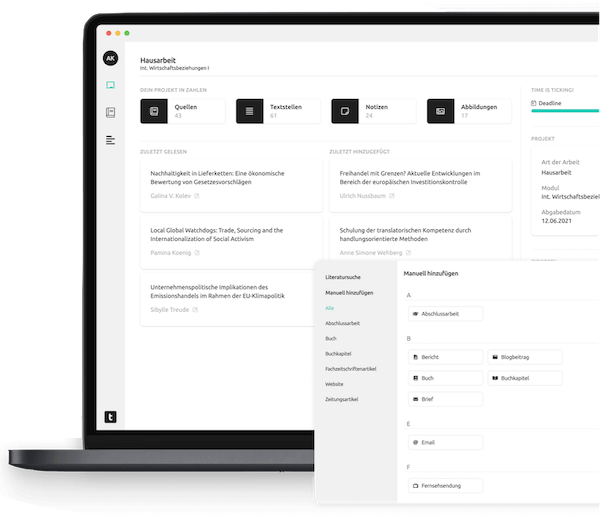 AK
Hausarbeit
Int. Wirtschaftsbeziehungen I
DEIN PROJEKT IN ZAHLEN
Quellen
43
Textstellen
61
Notizen
24
Abbildungen
17
TIME IS TICKING!
Deadline
ZULETZT GELESEN
Nachhaltigkeit in Lieferketten: Eine ökonomische
Bewertung von Gesetzesvorschlägen
Galina V. Kolev
Local Global Watchdogs: Trade, Sourcing and the
Internationalization of Social Activism
Pamina Koenig
Unternehmenspolitische Implikationen des
Emissionshandels im Rahmen der EU-Klimapolitik
Sibylle Treude
ZULETZT HINZUGEFÜGT
Freihandel mit Grenzen? Aktuelle Entwicklungen im
Bereich der europäischen Investitionskontrolle
Ulrich Nussbaum
Schulung der translatorischen Kompetenz durch
handlungsorientierte Methoden
Anne Simone Wehberg
PROJEKT
Art der Arbeit
Hausarbeit
Modul
Int. Wirtschaftsbeziel
Abgabedatum
12.06.2021
t
Literatursuche
Manuell hinzufügen
Alle
Abschlussarbeit
Buch
Buchkapitel
Fachzeitschriftenartikel
Website
Zeitungsartikel
Manuell hinzufügen
A
Abschlussarbeit
B
Bericht
Blogbeitrag
Buch
Buchkapitel
Brief
E
Email
F
Fernsehsendung